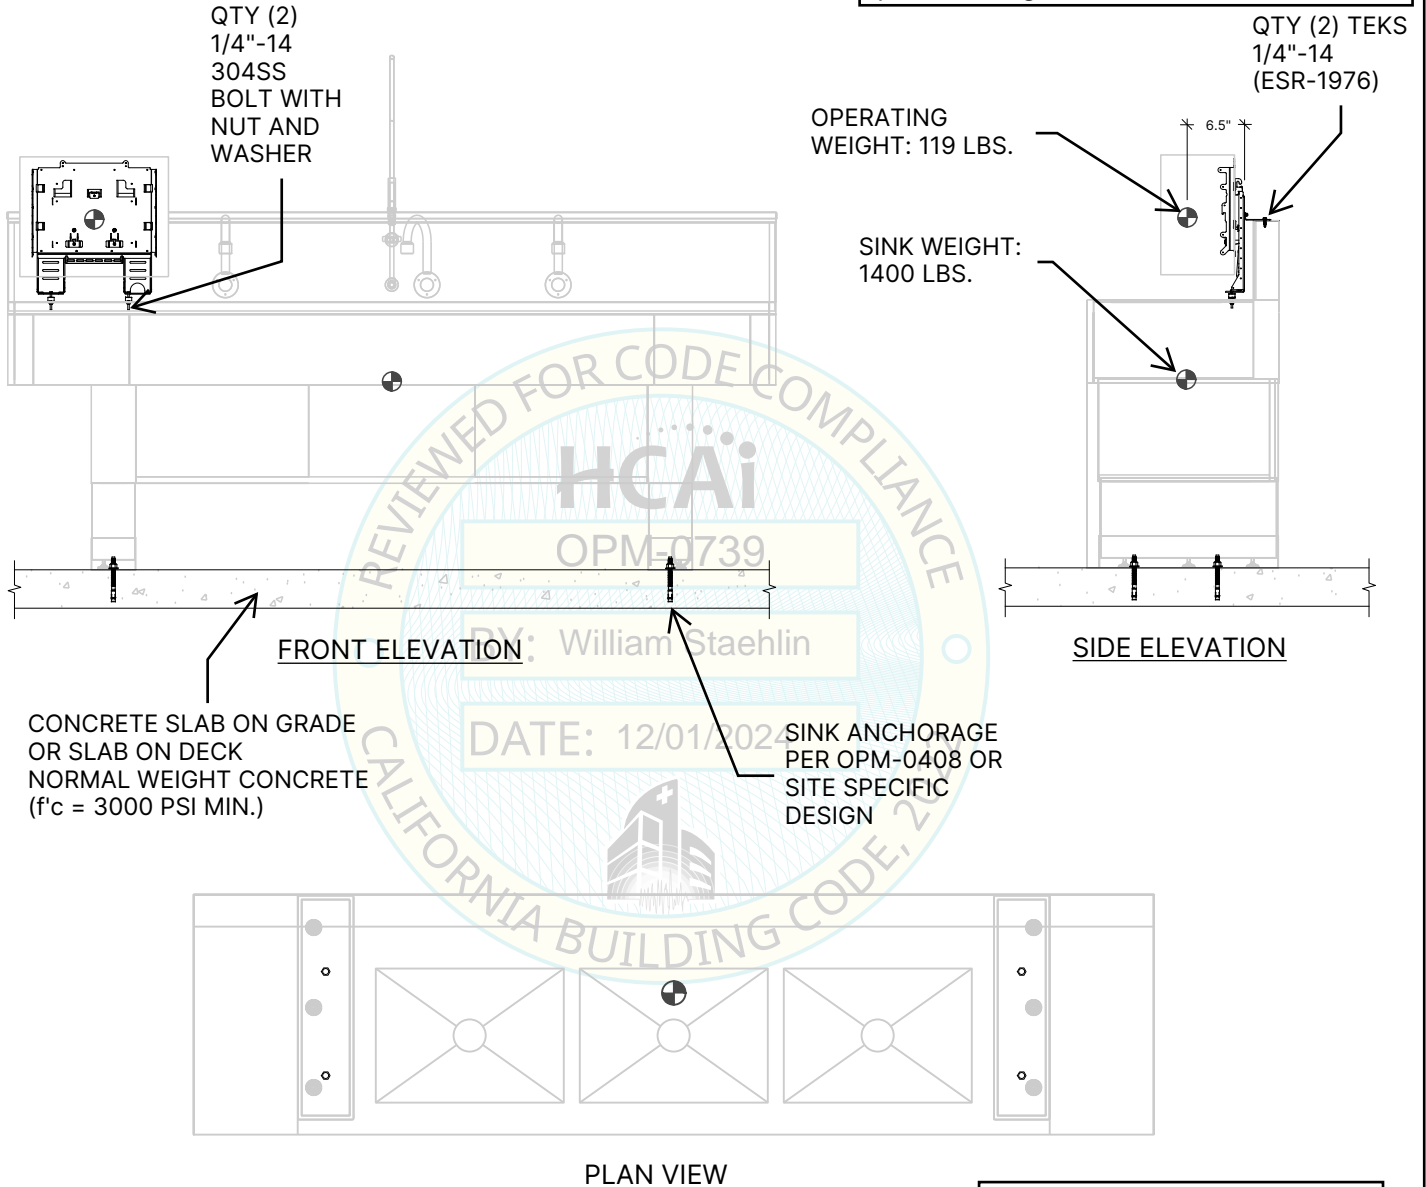 QTY (2)
1/4"-14
304SS
BOLT WITH
NUT AND
WASHER
QTY (2) TEKS
1/4"-14
(ESR-1976)
OPERATING
WEIGHT: 119 LBS.
6.5"
SINK WEIGHT:
1400 LBS.
REVIEWED FOR CODE COMPLIANCE
HCAi
OPM-0739
BY: William Staehlin
DATE: 12/01/2024
CALIFORNIA BUILDING CODE, 2022
FRONT ELEVATION
SIDE ELEVATION
CONCRETE SLAB ON GRADE
OR SLAB ON DECK
NORMAL WEIGHT CONCRETE
(f'c = 3000 PSI MIN.)
SINK ANCHORAGE
PER OPM-0408 OR
SITE SPECIFIC
DESIGN
PLAN VIEW